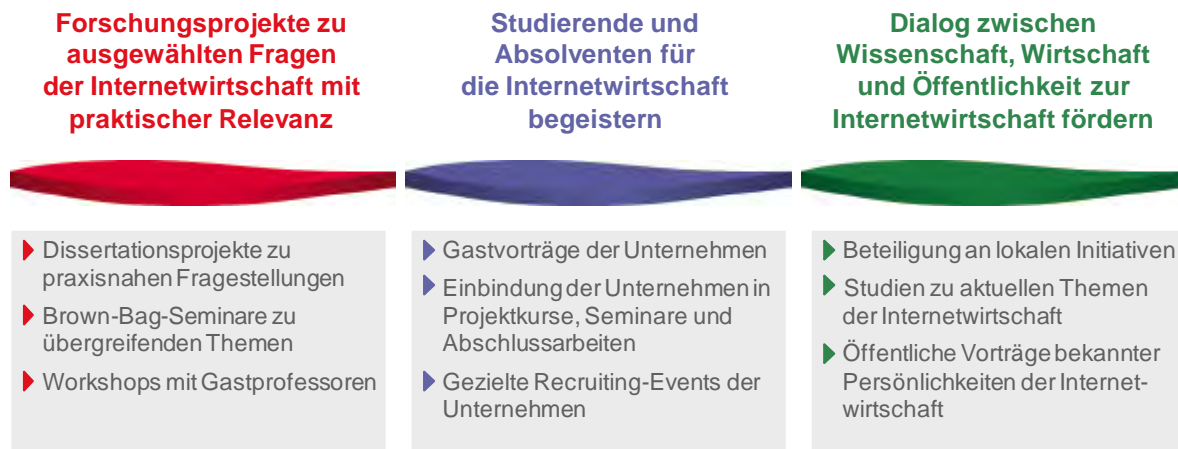 Forschungsprojekte zu
ausgewählten Fragen
der Internetwirtschaft mit
praktischer Relevanz
Dissertationsprojekte zu
praxisnahen Fragestellungen
Brown-Bag-Seminare zu
übergreifenden Themen
Workshops mit Gastprofessoren
Studierende und
Absolventen für
die Internetwirtschaft
begeistern
Gastvorträge der Unternehmen
Einbindung der Unternehmen in
Projektkurse, Seminare und
Abschlussarbeiten
Gezielte Recruiting-Events der
Unternehmen
Dialog zwischen
Wissenschaft, Wirtschaft
und Öffentlichkeit zur
Internetwirtschaft fördern
Beteiligung an lokalen Initiativen
Studien zu aktuellen Themen
der Internetwirtschaft
Öffentliche Vorträge bekannter
Persönlichkeiten der Internet-
wirtschaft